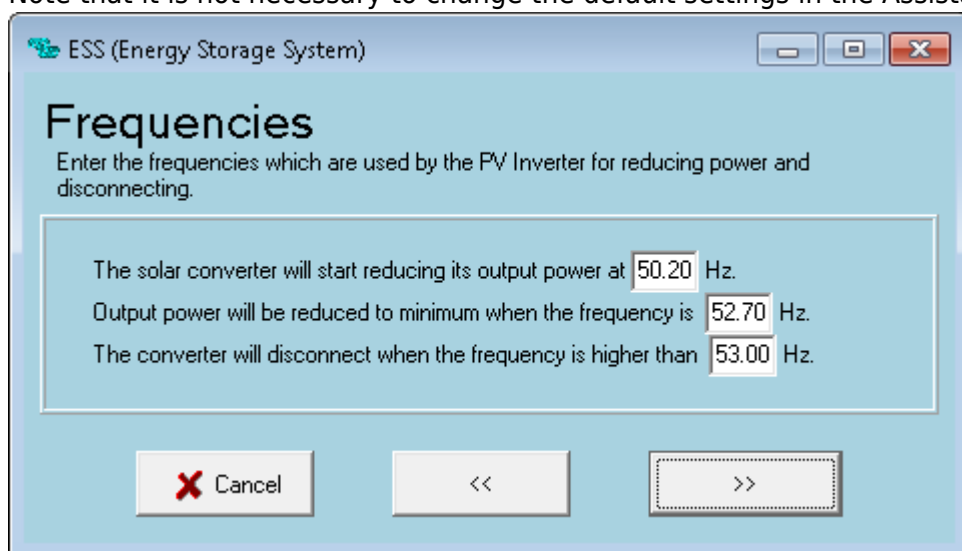 Note that it is not necessary to change the default settings in the
ESS (Energy Storage System)
Frequencies
Enter the frequencies which are used by the PV Inverter for reducing power and
disconnecting.
The solar converter will start reducing its output power at 50.20 Hz.
Output power will be reduced to minimum when the frequency is 52.70 Hz.
The converter will disconnect when the frequency is higher than 53.00 Hz.
Cancel
<<
>>